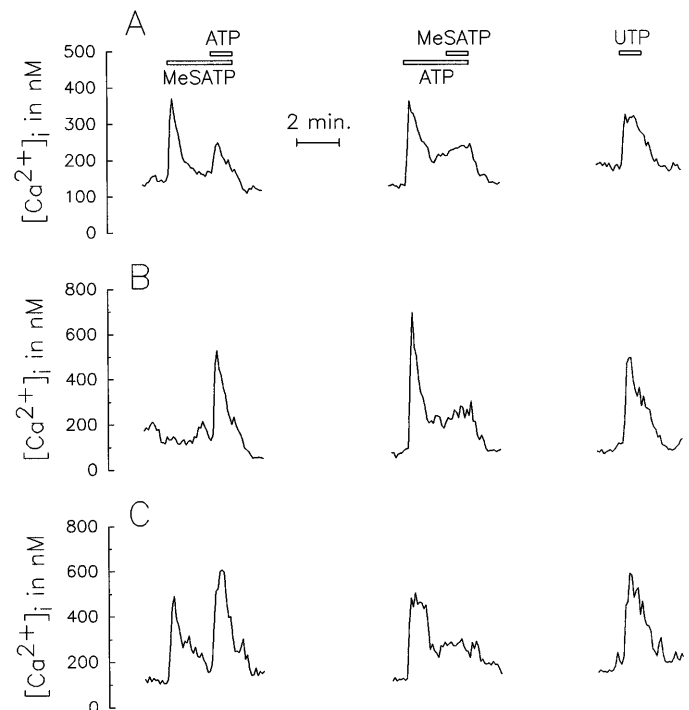 A
ATP
MeSATP
MeSATP
ATP
UTP
2 min.
[Ca2+]i in nM
500
400
300
200
100
0
B
[Ca2+]i in nM
800
600
400
200
0
C
[Ca2+]i in nM
800
600
400
200
0